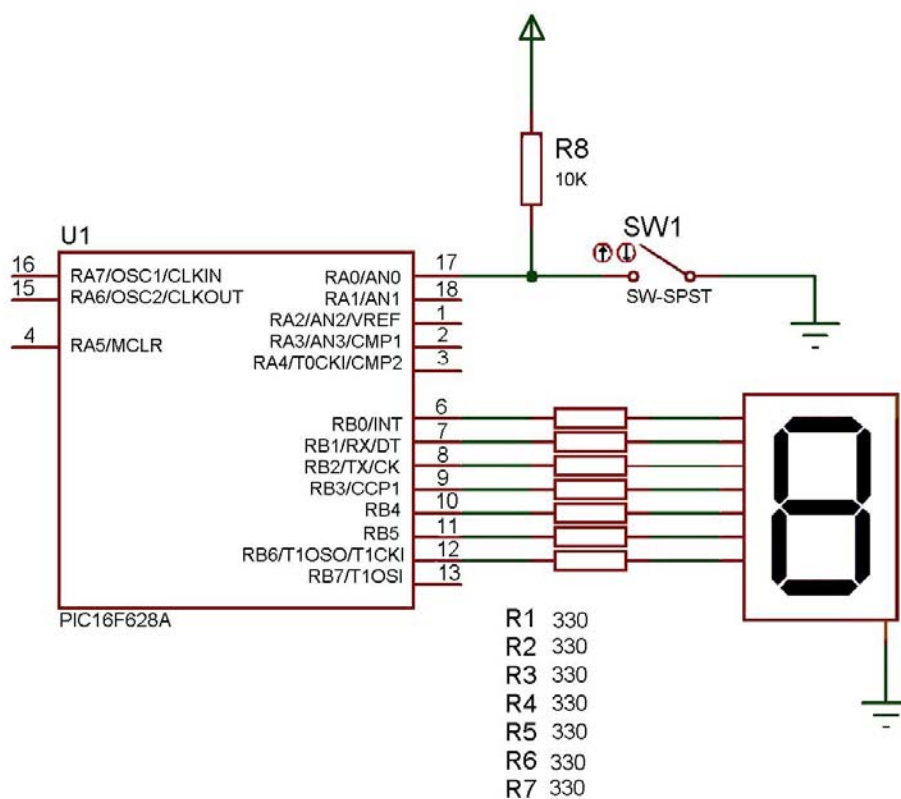 R8
10K
SW1
SW-SPST
U1
16 RA7/OSC1/CLKIN RA0/AN0 17
15 RA6/OSC2/CLKOUT RA1/AN1 18
RA2/AN2/VREF 1
4 RA5/MCLR RA3/AN3/CMP1 2
RA4/T0CKI/CMP2 3
RB0/INT 6
RB1/RX/DT 7
RB2/TX/CK 8
RB3/CCP1 9
RB4 10
RB5 11
RB6/T1OSO/T1CKI 12
RB7/T1OSI 13
PIC16F628A
8
R1 330
R2 330
R3 330
R4 330
R5 330
R6 330
R7 330